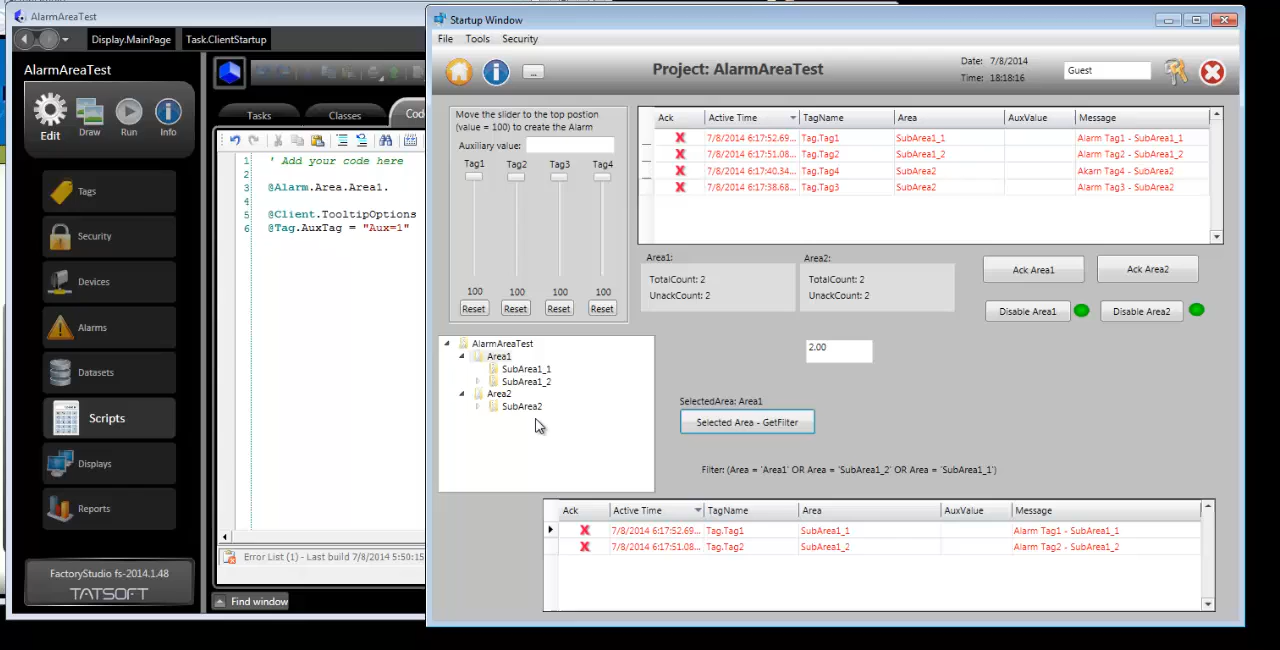 AlarmAreaTest
Display.MainPage
Task.ClientStartup
AlarmAreaTest
Edit
Draw
Run
Info
Tags
Security
Devices
Alarms
Datasets
Scripts
Displays
Reports
FactoryStudio fs-2014.1.48
TATSOFT
Tasks
Classes
Cod
1 ' Add your code here
2
3 @Alarm.Area.Area1.
4
5 @Client.TooltipOptions
6 @Tag.AuxTag = "Aux=1"
Error List (1) - Last build 7/8/2014 5:50:15
Find window
Startup Window
File Tools Security
...
Project: AlarmAreaTest
Date: 7/8/2014
Time: 18:18:16
Guest
Move the slider to the top postion
(value = 100) to create the Alarm
Auxiliary value:
Tag1 Tag2 Tag3 Tag4
100 100 100 100
Reset Reset Reset Reset
Ack Active Time TagName Area AuxValue Message
7/8/2014 6:17:52.69... Tag.Tag1 SubArea1_1 Alarm Tag1 - SubArea1_1
7/8/2014 6:17:51.08... Tag.Tag2 SubArea1_2 Alarm Tag2 - SubArea1_2
7/8/2014 6:17:40.34... Tag.Tag4 SubArea2 Akarn Tag4 - SubArea2
7/8/2014 6:17:38.68... Tag.Tag3 SubArea2 Alarm Tag3 - SubArea2
Area1:
TotalCount: 2
UnackCount: 2
Area2:
TotalCount: 2
UnackCount: 2
Ack Area1
Ack Area2
Disable Area1
Disable Area2
AlarmAreaTest
Area1
SubArea1_1
SubArea1_2
Area2
SubArea2
2.00
SelectedArea: Area1
Selected Area - GetFilter
Filter: (Area = 'Area1' OR Area = 'SubArea1_2' OR Area = 'SubArea1_1')
Ack Active Time TagName Area AuxValue Message
7/8/2014 6:17:52.69... Tag.Tag1 SubArea1_1 Alarm Tag1 - SubArea1_1
7/8/2014 6:17:51.08... Tag.Tag2 SubArea1_2 Alarm Tag2 - SubArea1_2